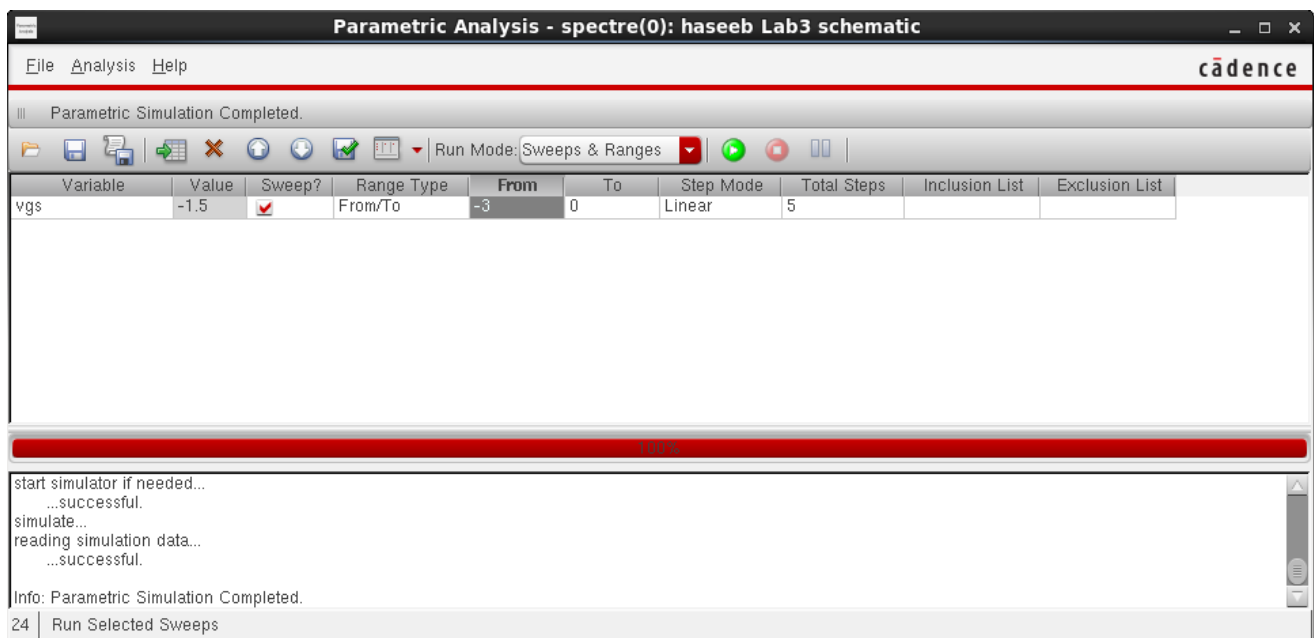 Parametric Analysis - spectre(0): haseeb Lab3 schematic
File Analysis Help
cādence
Parametric Simulation Completed.
Run Mode: Sweeps & Ranges
Variable Value Sweep? Range Type From To Step Mode Total Steps Inclusion List Exclusion List
vgs -1.5 From/To -3 0 Linear 5
100%
start simulator if needed...
...successful.
simulate...
reading simulation data...
...successful.
Info: Parametric Simulation Completed.
24 Run Selected Sweeps